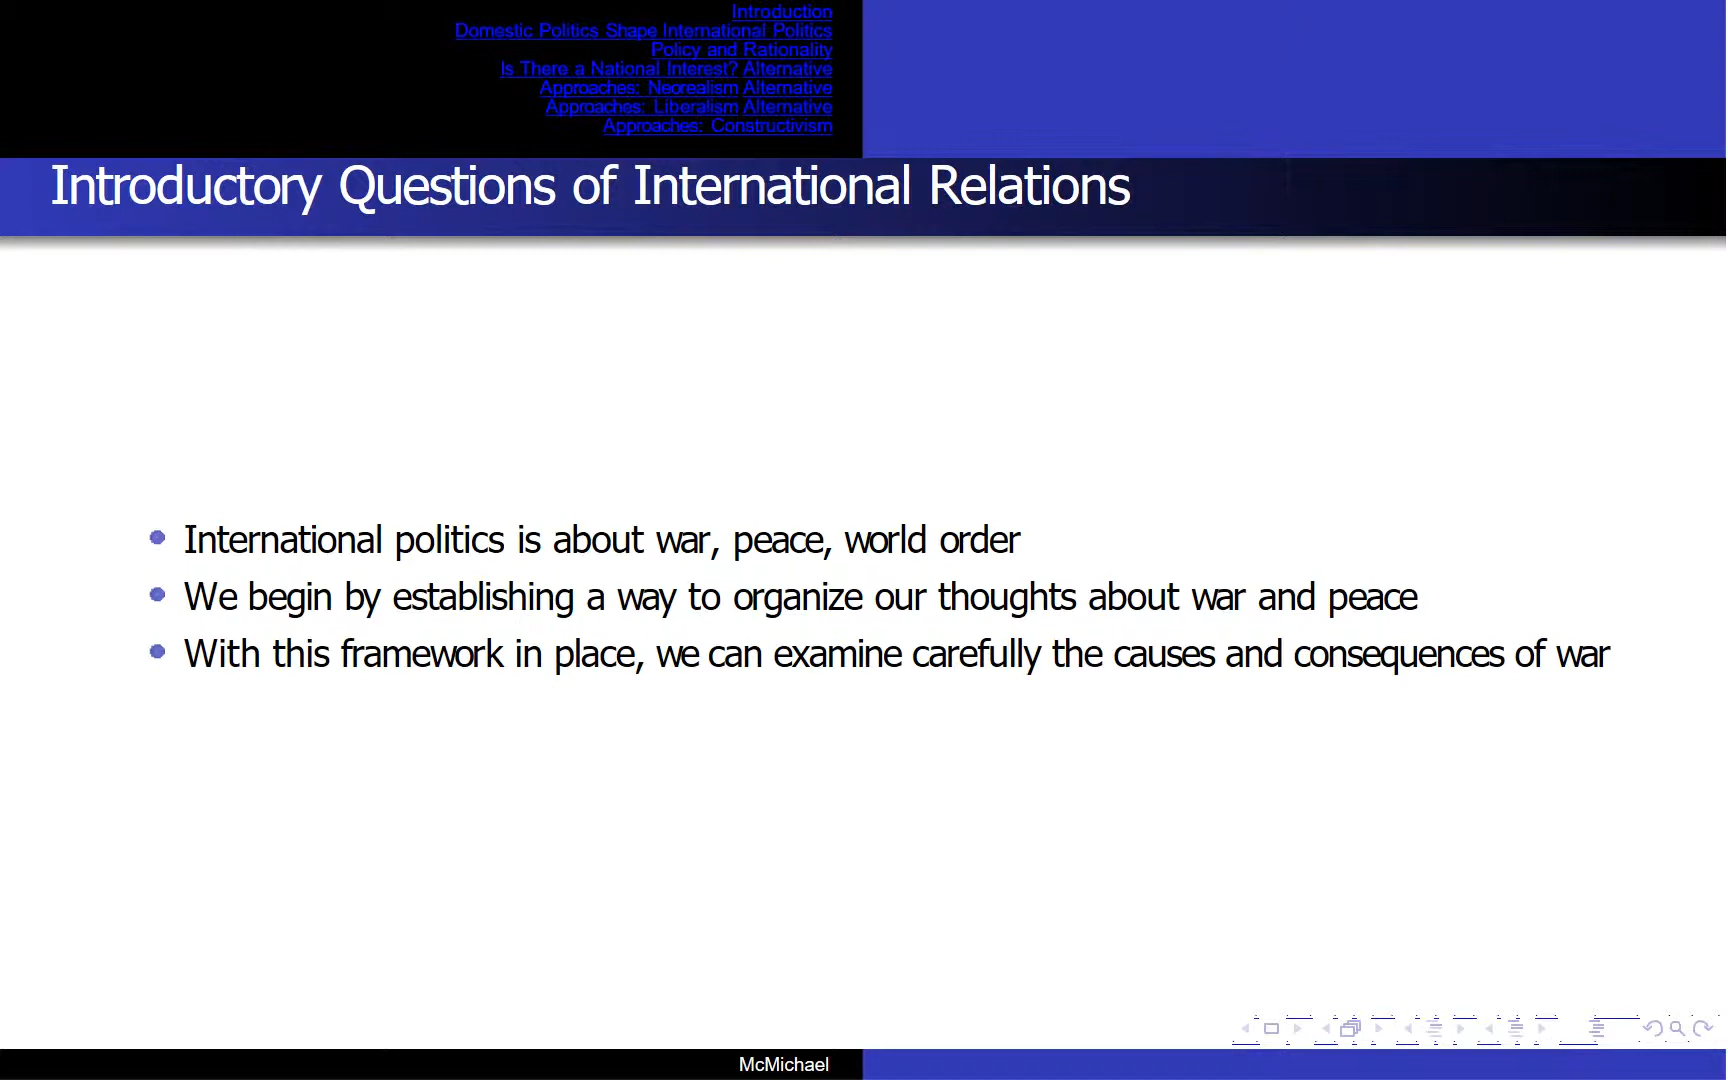 Introduction
Domestic Politics Shape International Politics
Policy and Rationality
Is There a National Interest? Alternative
Approaches: Neorealism Alternative
Approaches: Liberalism Alternative
Approaches: Constructivism
Introductory Questions of International Relations
International politics is about war, peace, world order
We begin by establishing a way to organize our thoughts about war and peace
With this framework in place, we can examine carefully the causes and consequences of war
McMichael